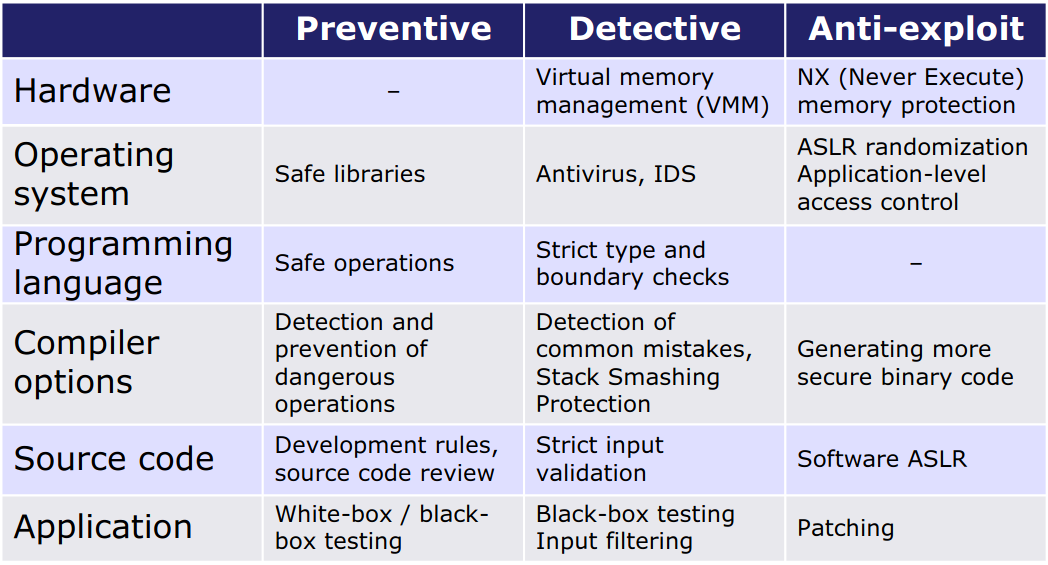 Preventive Detective Anti-exploit
Hardware
–
Virtual memory
management (VMM)
NX (Never Execute)
memory protection
Operating
system
Safe libraries
Antivirus, IDS
ASLR randomization
Application-level
access control
Programming
language
Safe operations
Strict type and
boundary checks
–
Compiler
options
Detection and
prevention of
dangerous
operations
Detection of
common mistakes,
Stack Smashing
Protection
Generating more
secure binary code
Source code
Development rules,
source code review
Strict input
validation
Software ASLR
Application
White-box / black-
box testing
Black-box testing
Input filtering
Patching